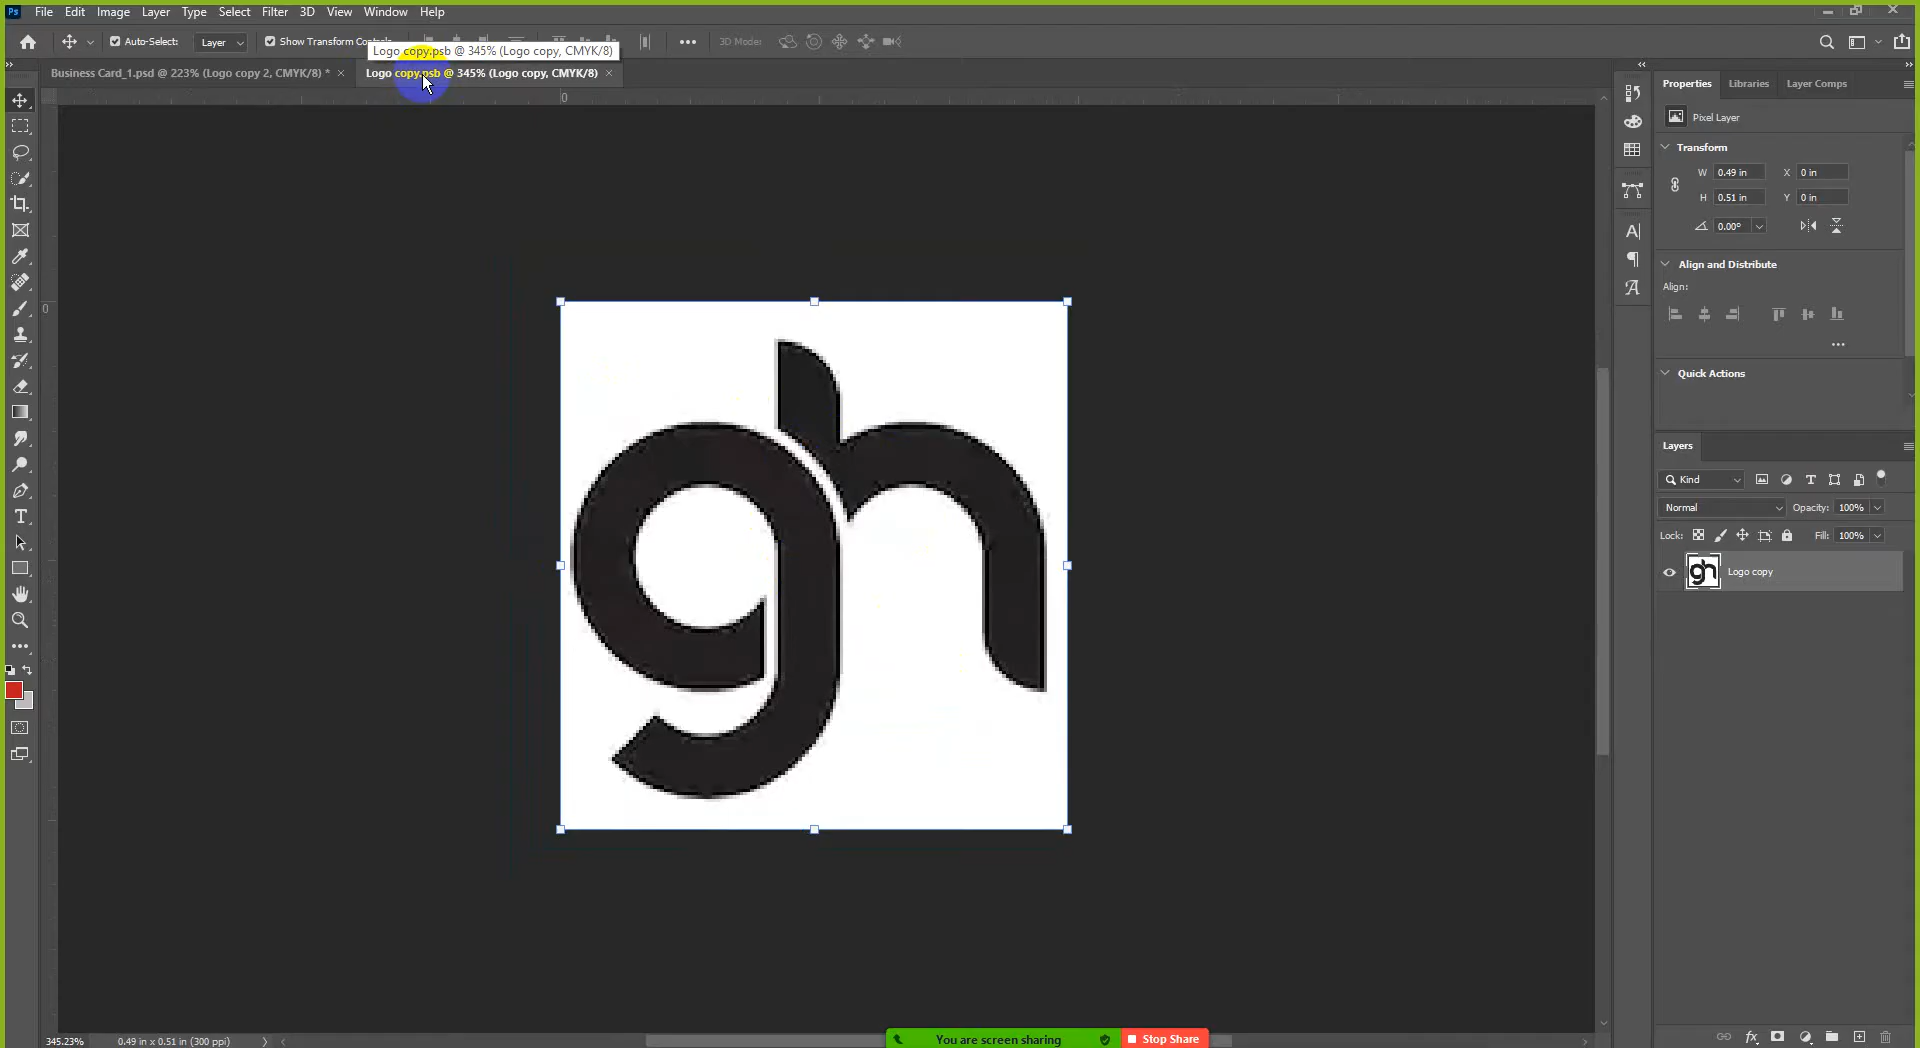 Ps File Edit Image Layer Type Select Filter 3D View Window Help
Auto-Select: Layer Show Transform Controls 3D Mode:
Logo copy.psb @ 345% (Logo copy, CMYK/8)
Business Card_1.psd @ 223% (Logo copy 2, CMYK/8) * × Logo copy.psb @ 345% (Logo copy, CMYK/8) ×
0
0
gh
Properties Libraries Layer Comps
Pixel Layer
Transform
W 0.49 in X 0 in
H 0.51 in Y 0 in
0.00°
Align and Distribute
Align:
Quick Actions
Layers
Kind
Normal Opacity: 100%
Lock: Fill: 100%
gh Logo copy
345.23% 0.49 in x 0.51 in (300 ppi)
You are screen sharing Stop Share